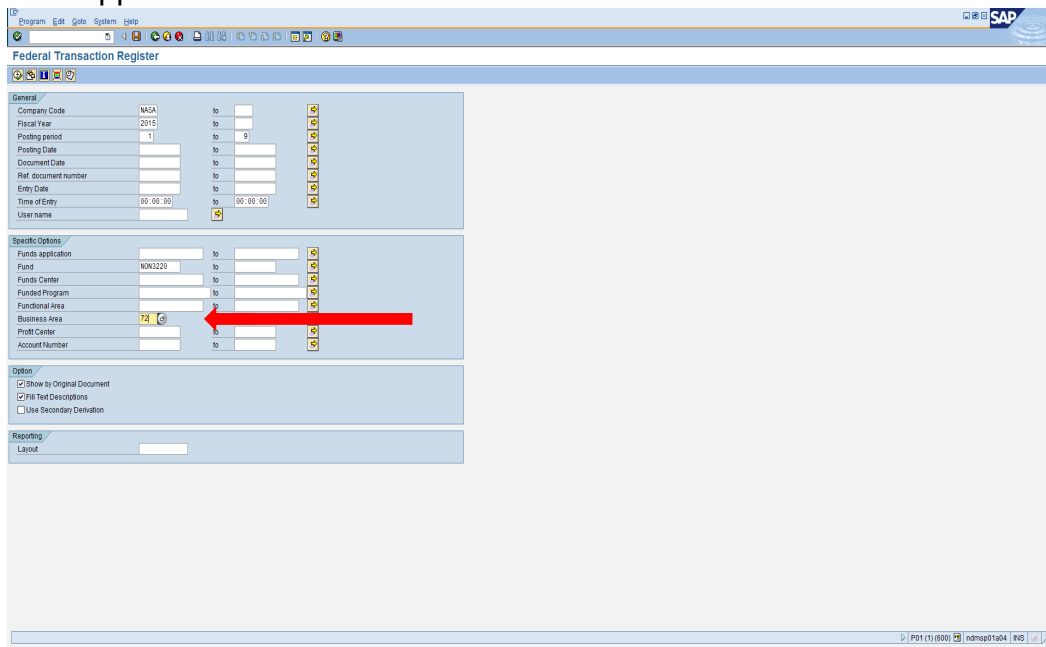 Program Edit Goto System Help
SAP
Federal Transaction Register
General
Company Code NASA to
Fiscal Year 2015 to
Posting period 1 to 9
Posting Date to
Document Date to
Ref. document number to
Entry Date to
Time of Entry 00:00:00 to 00:00:00
User name
Specific Options
Funds application to
Fund NON3220 to
Funds Center to
Funded Program to
Functional Area to
Business Area 72
Profit Center to
Account Number to
Option
Show by Original Document
Fill Text Descriptions
Use Secondary Derivation
Reporting
Layout
P01 (1) (600) ndmsp01a04 INS